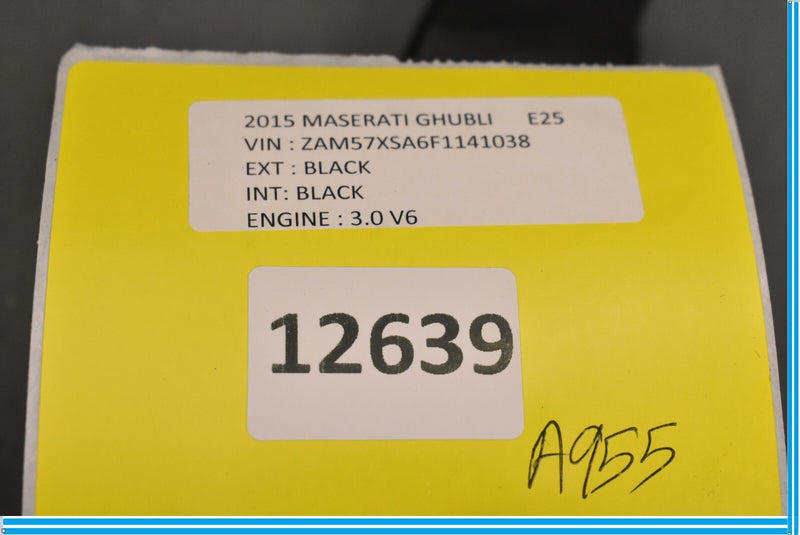 2015 MASERATI GHUBLI E25
VIN : ZAM57XSA6F1141038
EXT : BLACK
INT: BLACK
ENGINE : 3.0 V6
12639
A955